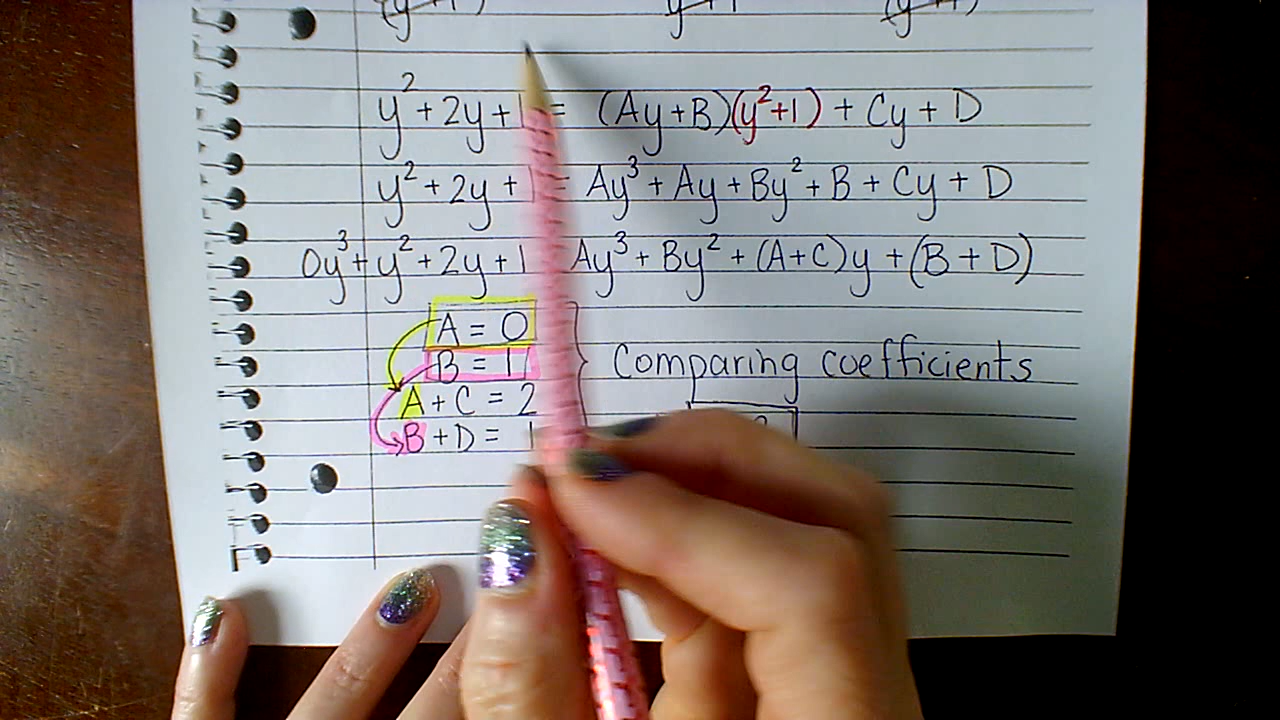 y² + 2y + 1 = (Ay + B)(y² + 1) + Cy + D
y² + 2y + 1 = Ay³ + Ay + By² + B + Cy + D
0y³ + y² + 2y + 1 Ay³ + By² + (A + C)y + (B + D)
A = 0
B = 1
A + C = 2
B + D = 1
Comparing coefficients